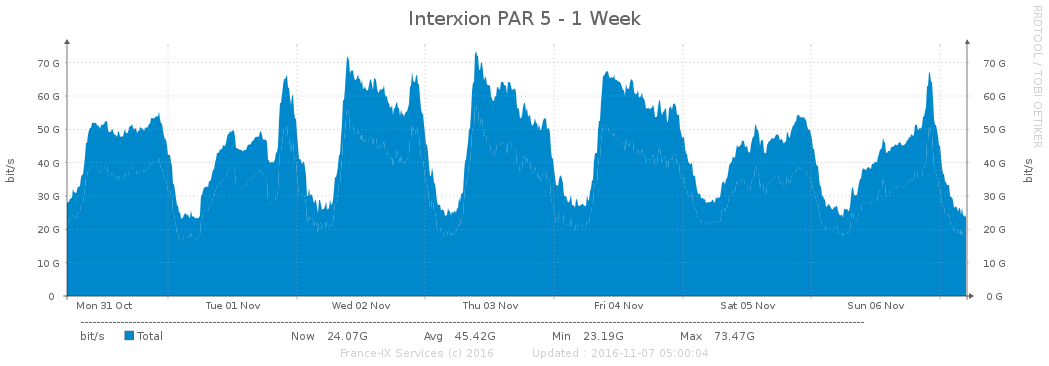 Interxion PAR 5 - 1 Week
RRDTOOL / TOBI OETIKER
bit/s
70 G 70 G
60 G 60 G
50 G 50 G
40 G 40 G
30 G 30 G
20 G 20 G
10 G 10 G
0 0 G
bit/s
Mon 31 Oct Tue 01 Nov Wed 02 Nov Thu 03 Nov Fri 04 Nov Sat 05 Nov Sun 06 Nov
bit/s Total Now 24.07G Avg 45.42G Min 23.19G Max 73.47G
France-IX Services (c) 2016 Updated : 2016-11-07 05:00:04